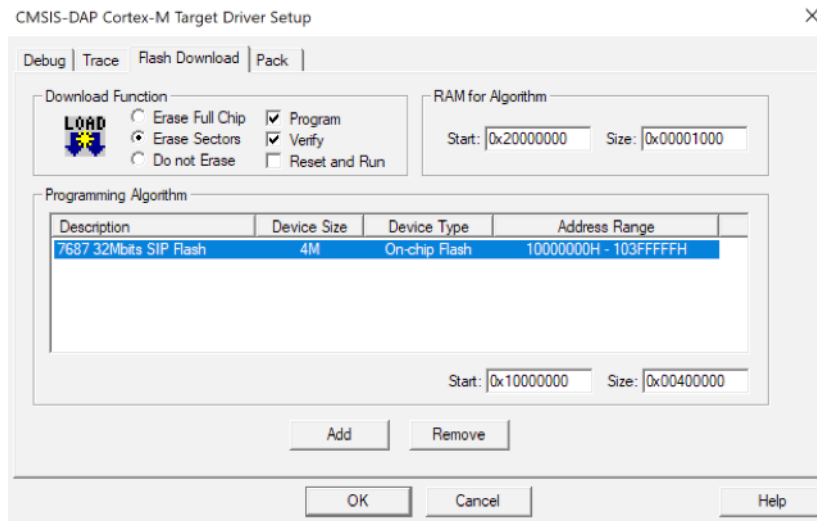 CMSIS-DAP Cortex-M Target Driver Setup
Debug Trace Flash Download Pack
Download Function
LOAD
Erase Full Chip
Erase Sectors
Do not Erase
Program
Verify
Reset and Run
RAM for Algorithm
Start: 0x20000000 Size: 0x00001000
Programming Algorithm
Description Device Size Device Type Address Range
7687 32Mbits SIP Flash 4M On-chip Flash 10000000H - 103FFFFFH
Start: 0x10000000 Size: 0x00400000
Add Remove
OK Cancel Help